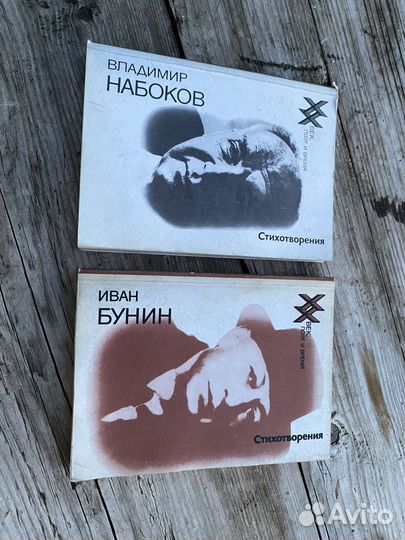 ВЛАДИМИР
НАБОКОВ
XX
ВЕК:
ПОЭТ И ВРЕМЯ
Стихотворения
ИВАН
БУНИН
XX
ВЕК:
ПОЭТ И ВРЕМЯ
Стихотворения
Avito